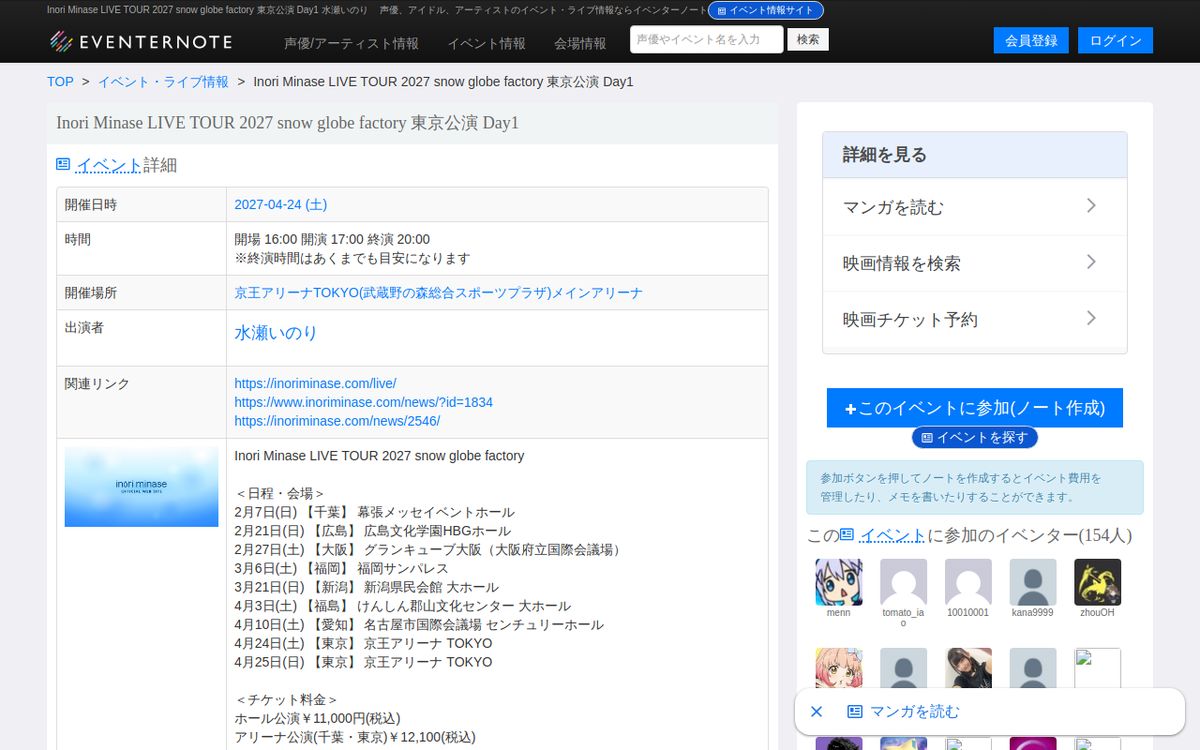 Inori Minase LIVE TOUR 2027 snow globe factory 東京公演 Day1 水瀬いのり 声優、アイドル、アーティストのイベント・ライブ情報ならイベンターノート
イベント情報サイト
EVENTERNOTE
声優/アーティスト情報
イベント情報
会場情報
声優やイベント名を入力
検索
会員登録
ログイン
TOP > イベント・ライブ情報 > Inori Minase LIVE TOUR 2027 snow globe factory 東京公演 Day1
Inori Minase LIVE TOUR 2027 snow globe factory 東京公演 Day1
イベント詳細
開催日時 2027-04-24 (土)
時間 開場 16:00 開演 17:00 終演 20:00
※終演時間はあくまでも目安になります
開催場所 京王アリーナTOKYO(武蔵野の森総合スポーツプラザ)メインアリーナ
出演者 水瀬いのり
関連リンク https://inoriminase.com/live/
https://www.inoriminase.com/news/?id=1834
https://inoriminase.com/news/2546/
inori minase
OFFICIAL WEB SITE
Inori Minase LIVE TOUR 2027 snow globe factory
＜日程・会場＞
2月7日(日) 【千葉】 幕張メッセイベントホール
2月21日(日) 【広島】 広島文化学園HBGホール
2月27日(土) 【大阪】 グランキューブ大阪（大阪府立国際会議場）
3月6日(土) 【福岡】 福岡サンパレス
3月21日(日) 【新潟】 新潟県民会館 大ホール
4月3日(土) 【福島】 けんしん郡山文化センター 大ホール
4月10日(土) 【愛知】 名古屋市国際会議場 センチュリーホール
4月24日(土) 【東京】 京王アリーナ TOKYO
4月25日(日) 【東京】 京王アリーナ TOKYO
＜チケット料金＞
ホール公演￥11,000円(税込)
アリーナ公演(千葉・東京)￥12,100(税込)
詳細を見る
マンガを読む
映画情報を検索
映画チケット予約
+このイベントに参加(ノート作成)
イベントを探す
参加ボタンを押してノートを作成するとイベント費用を
管理したり、メモを書いたりすることができます。
このイベントに参加のイベンター(154人)
menn
tomato_ia
o
10010001
kana9999
zhouOH
マンガを読む